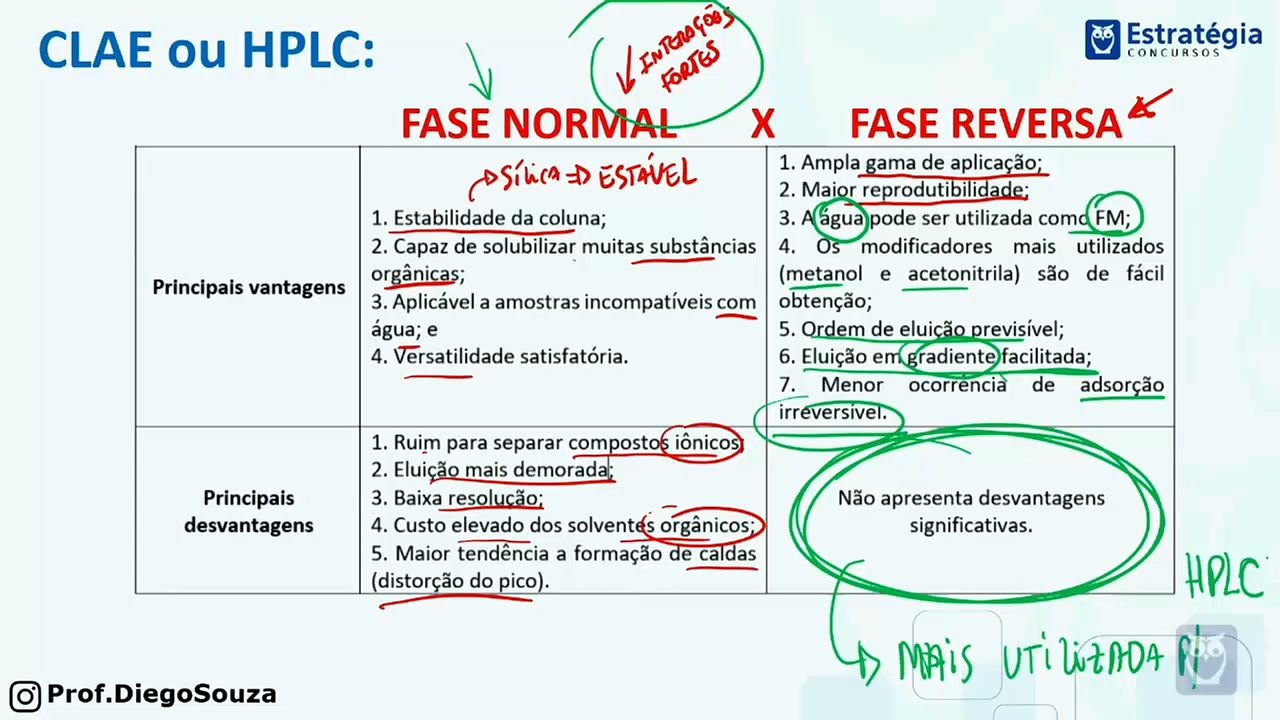 CLAE ou HPLC:
↓ INTERAÇÕES
FORTES
Estratégia
CONCURSOS
FASE NORMAL X FASE REVERSA
Principais vantagens
→ SÍLICA ⇒ ESTÁVEL
1. Estabilidade da coluna;
2. Capaz de solubilizar muitas substâncias
orgânicas;
3. Aplicável a amostras incompatíveis com
água; e
4. Versatilidade satisfatória.
1. Ampla gama de aplicação;
2. Maior reprodutibilidade;
3. A água pode ser utilizada como FM;
4. Os modificadores mais utilizados
(metanol e acetonitrila) são de fácil
obtenção;
5. Ordem de eluição previsível;
6. Eluição em gradiente facilitada;
7. Menor ocorrência de adsorção
irreversível.
Principais
desvantagens
1. Ruim para separar compostos iônicos;
2. Eluição mais demorada;
3. Baixa resolução;
4. Custo elevado dos solventes orgânicos;
5. Maior tendência a formação de caldas
(distorção do pico).
Não apresenta desvantagens
significativas.
HPLC
→ MAIS UTILIZADA
Prof.DiegoSouza